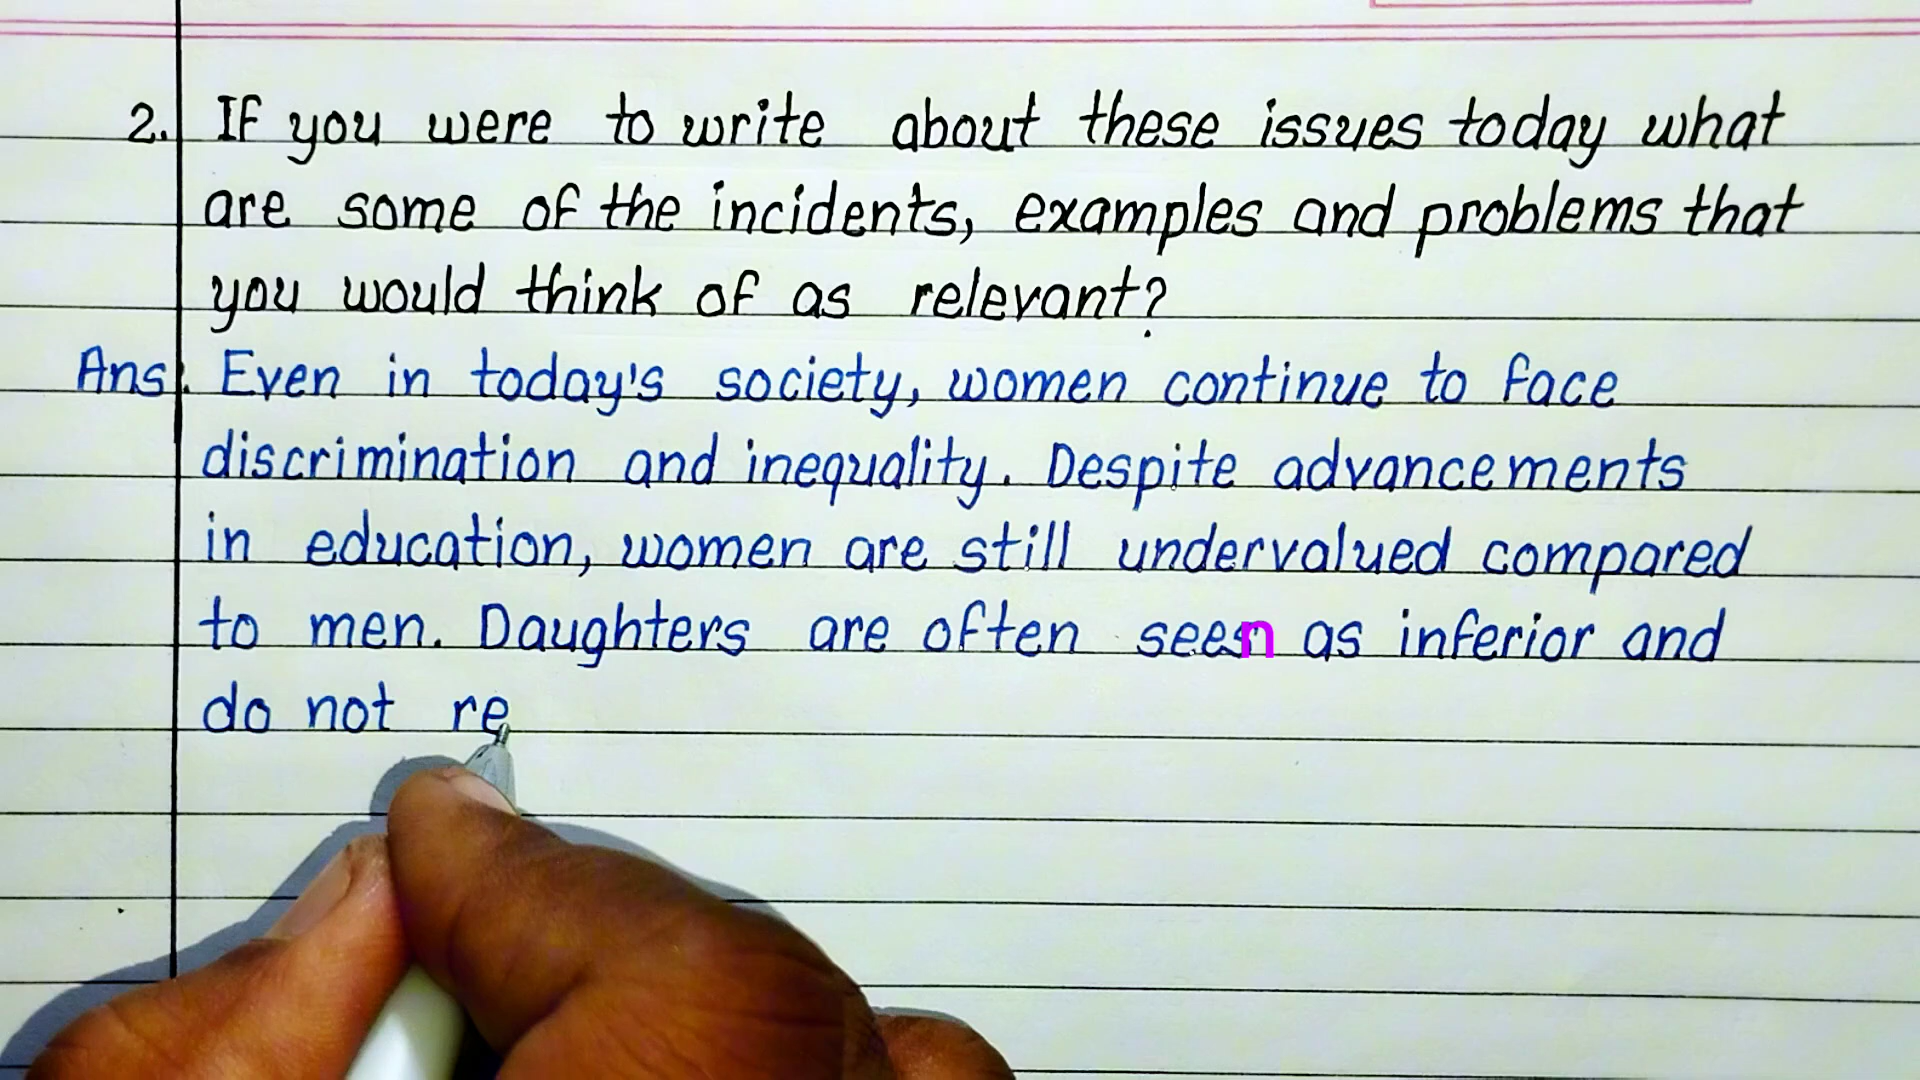 2. If you were to write about these issues today what
are some of the incidents, examples and problems that
you would think of as relevant?
Ans. Even in today's society, women continue to face
discrimination and inequality. Despite advancements
in education, women are still undervalued compared
to men. Daughters are often seen as inferior and
do not re